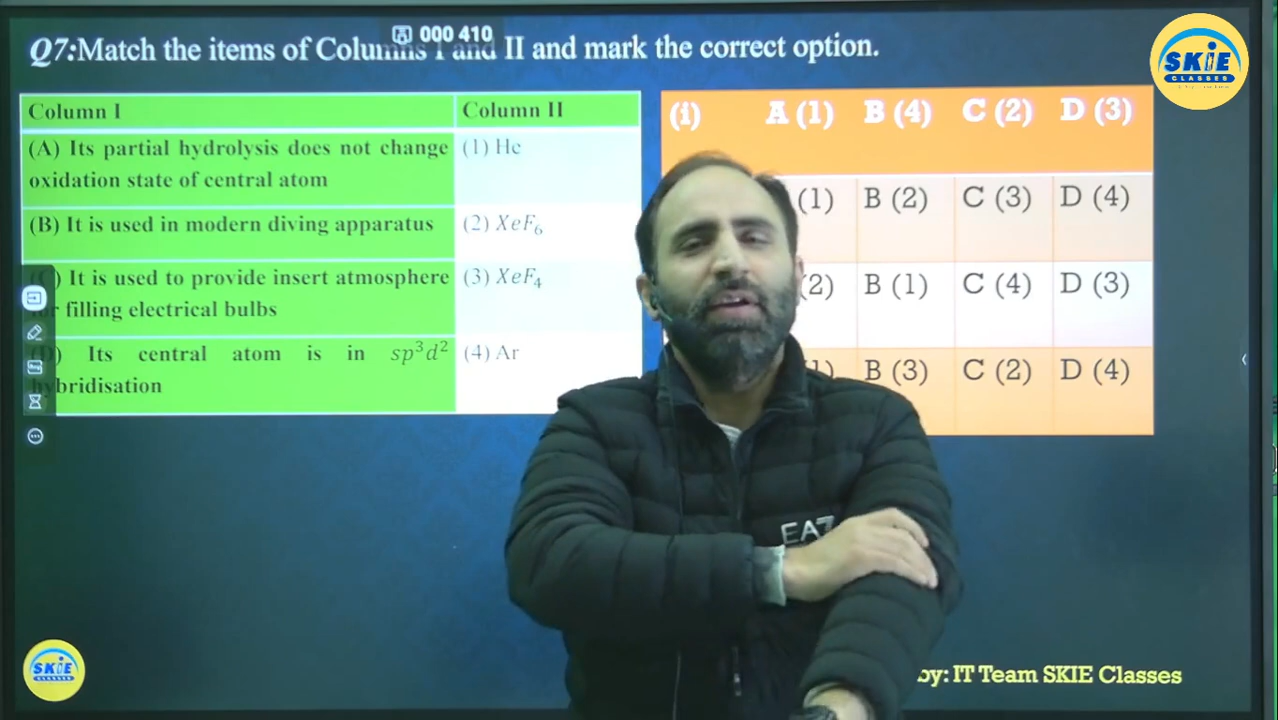 000 410
Q7:Match the items of Columns I and II and mark the correct option.
SKiE
CLASSES
Column I Column II
(A) Its partial hydrolysis does not change (1) He
oxidation state of central atom
(B) It is used in modern diving apparatus (2) XeF₆
) It is used to provide insert atmosphere (3) XeF₄
filling electrical bulbs
Its central atom is in sp³d² (4) Ar
hybridisation
(i) A (1) B (4) C (2) D (3)
(1) B (2) C (3) D (4)
(2) B (1) C (4) D (3)
B (3) C (2) D (4)
EA7
SKiE
CLASSES
by: IT Team SKIE Classes